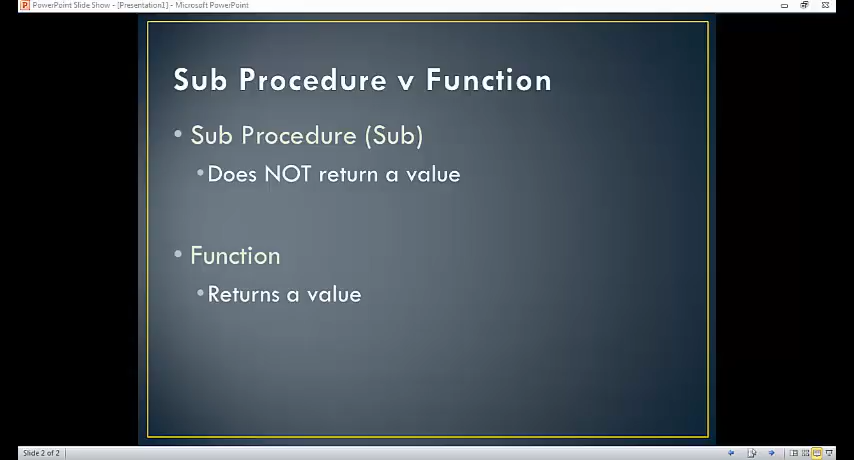 PowerPoint Slide Show - [Presentation1] - Microsoft PowerPoint
Sub Procedure v Function
• Sub Procedure (Sub)
•Does NOT return a value
• Function
•Returns a value
Slide 2 of 2